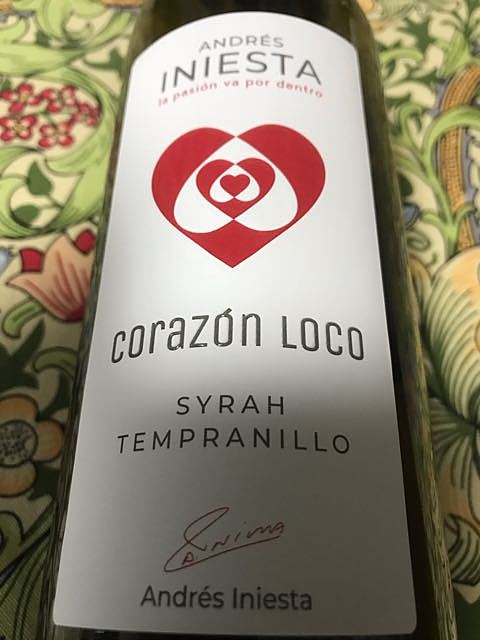 ANDRÉS
INIESTA
la pasión va por dentro
corazón Loco
SYRAH
TEMPRANILLO
Andrés Iniesta